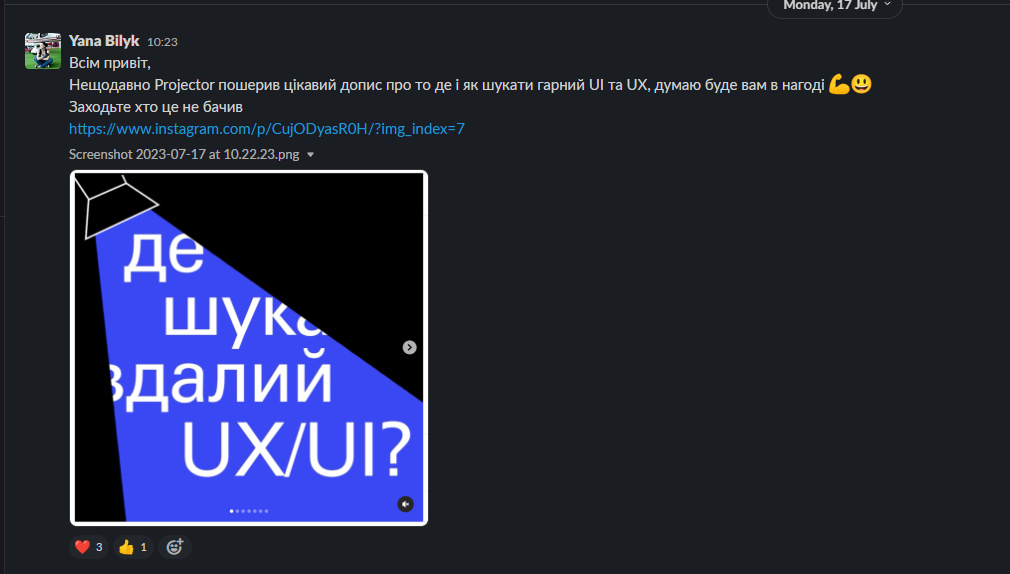 Monday, 17 July
Yana Bilyk 10:23
Всім привіт,
Нещодавно Projector пошерив цікавий допис про то де і як шукати гарний UI та UX, думаю буде вам в нагоді 💪😃
Заходьте хто це не бачив
https://www.instagram.com/p/CujODyasR0H/?img_index=7
Screenshot 2023-07-17 at 10.22.23.png
де
шука
вдалий
UX/UI?
❤️ 3 👍 1